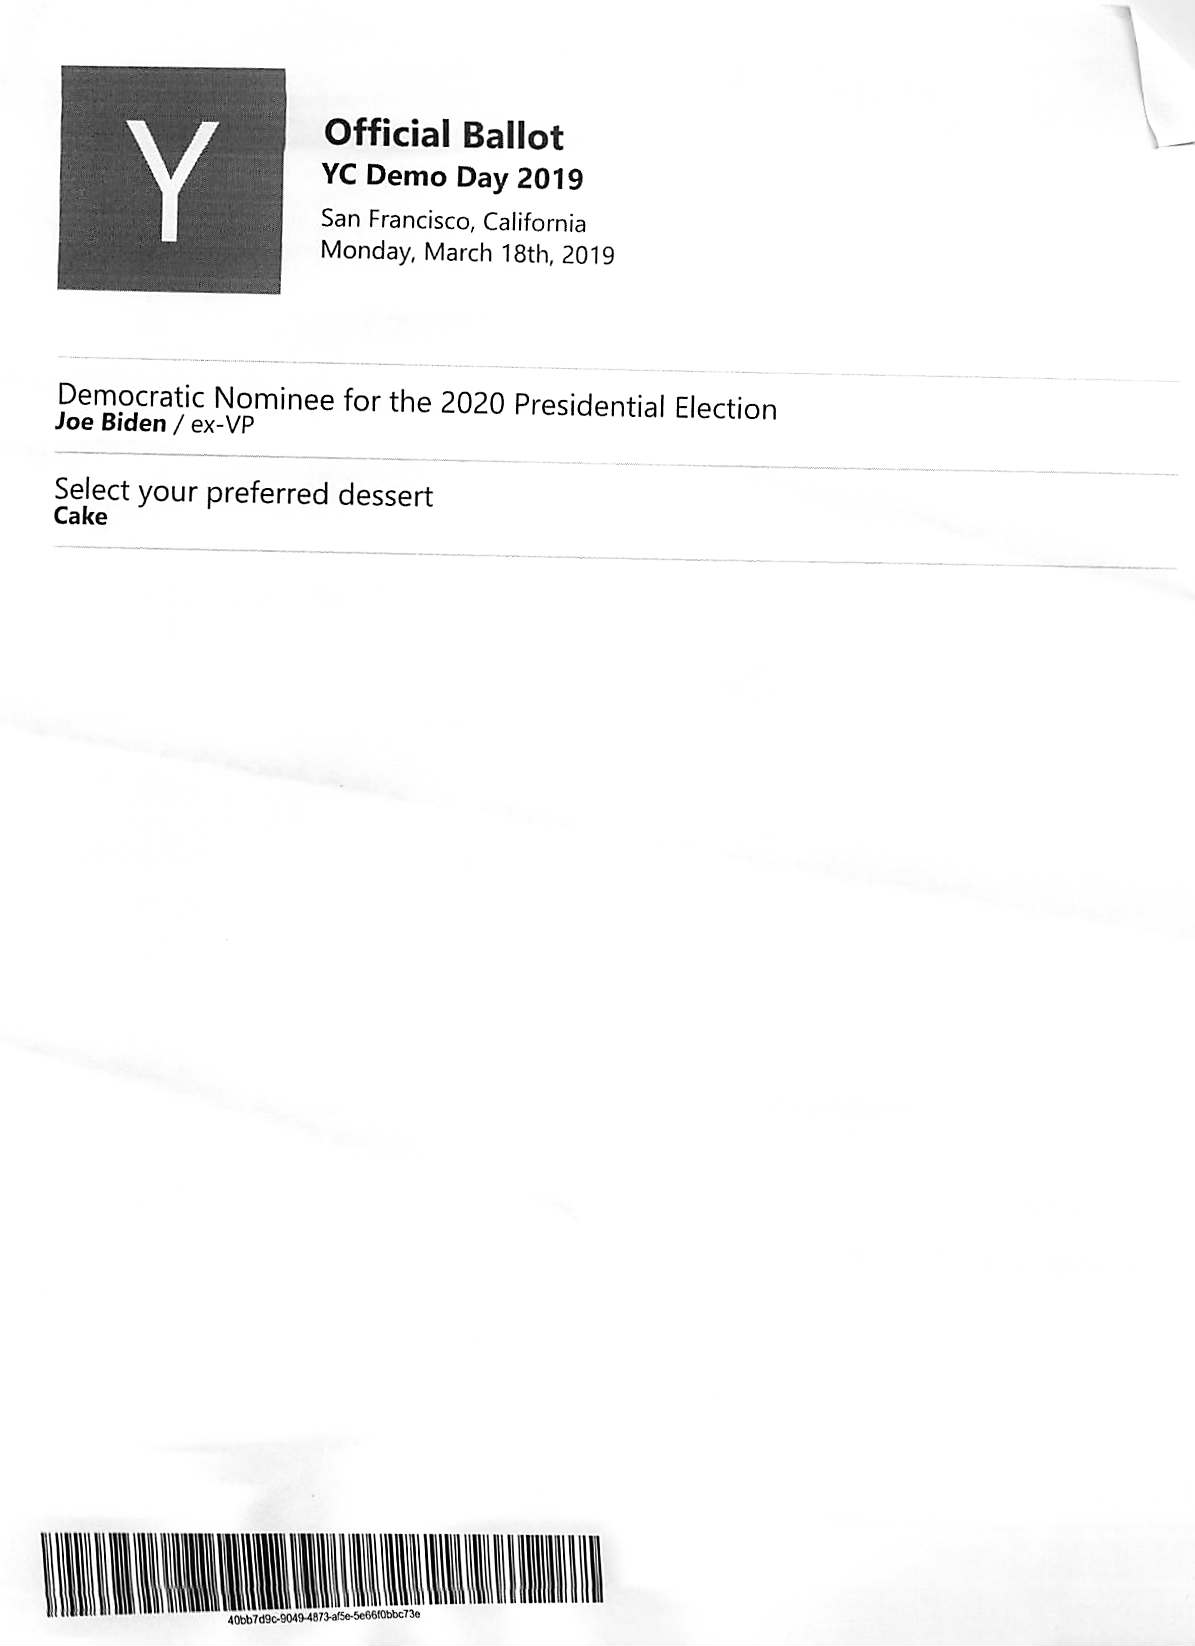 Y
Official Ballot
YC Demo Day 2019
San Francisco, California
Monday, March 18th, 2019
Democratic Nominee for the 2020 Presidential Election
Joe Biden / ex-VP
Select your preferred dessert
Cake
40bb7d9c-9049-4873-af5e-5e66f0bbc73e